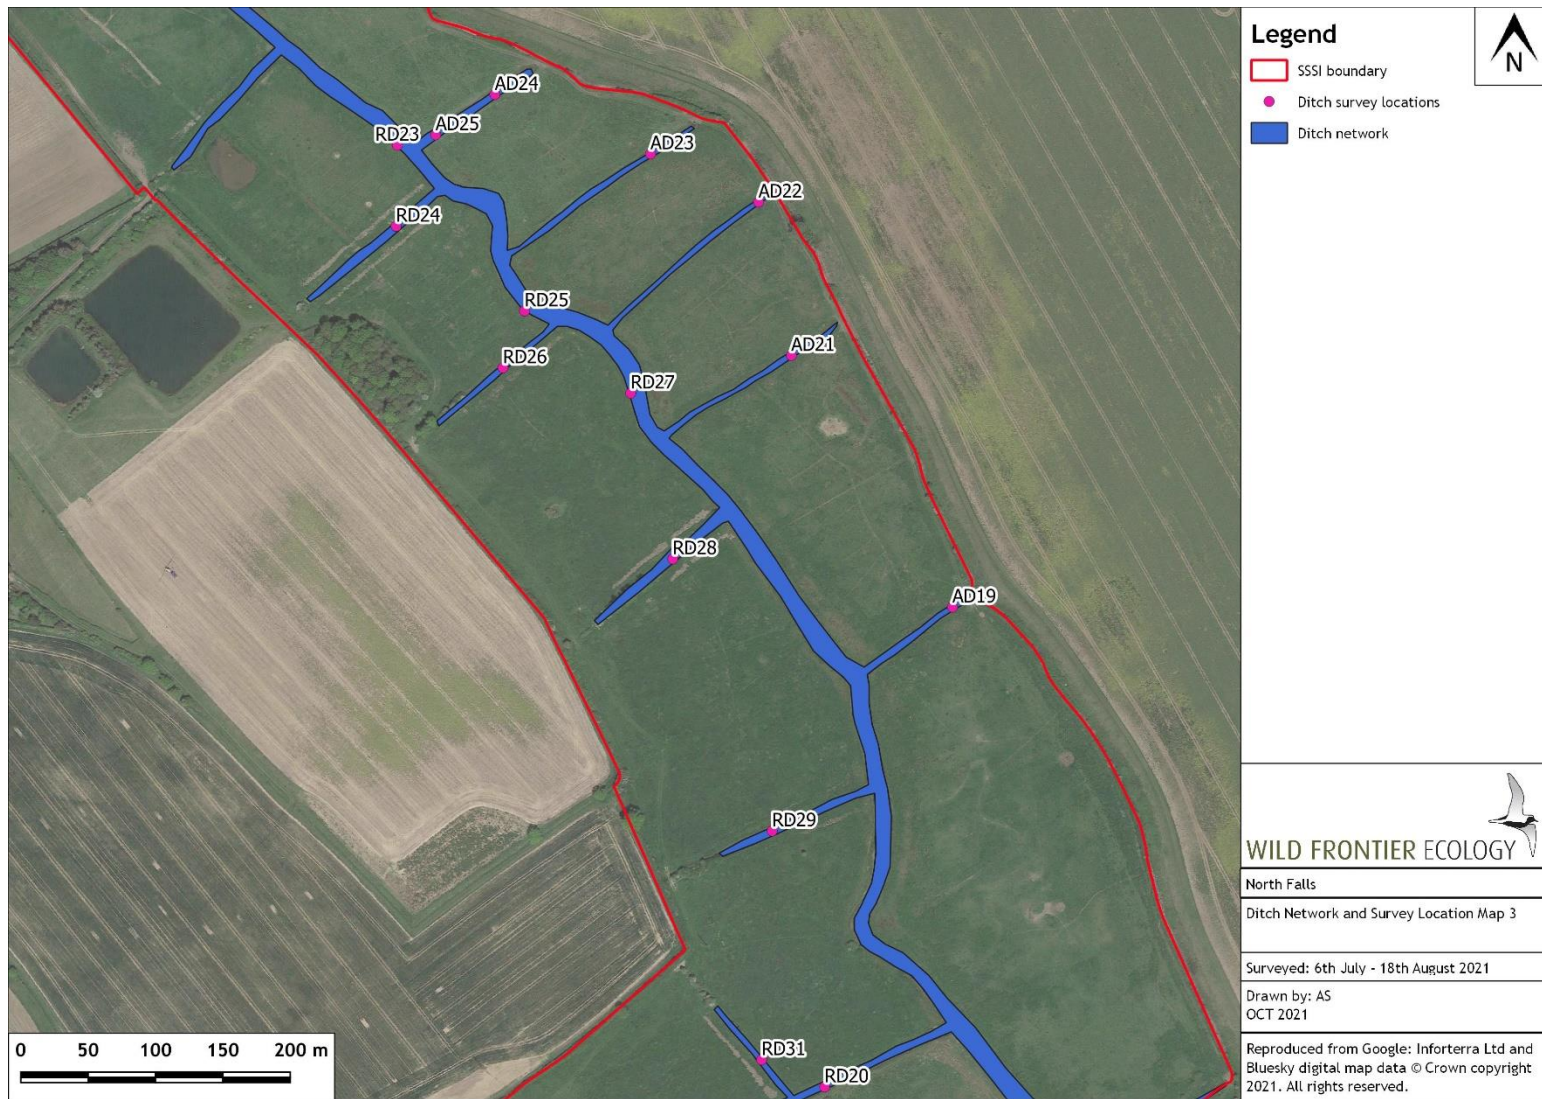 Legend
N
SSSI boundary
Ditch survey locations
Ditch network
AD24
AD25
RD23
AD23
AD22
RD24
RD25
AD21
RD26
RD27
RD28
AD19
RD29
RD31
RD20
0 50 100 150 200 m
WILD FRONTIER ECOLOGY
North Falls
Ditch Network and Survey Location Map 3
Surveyed: 6th July - 18th August 2021
Drawn by: AS
OCT 2021
Reproduced from Google: Inforterra Ltd and
Bluesky digital map data © Crown copyright
2021. All rights reserved.